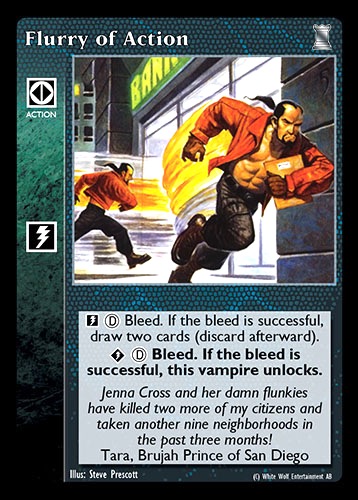 Flurry of Action
ACTION
BANK
D Bleed. If the bleed is successful,
draw two cards (discard afterward).
D Bleed. If the bleed is
successful, this vampire unlocks.
Jenna Cross and her damn flunkies
have killed two more of my citizens and
taken another nine neighborhoods in
the past three months!
Tara, Brujah Prince of San Diego
Illus: Steve Prescott
(C) White Wolf Entertainment AB